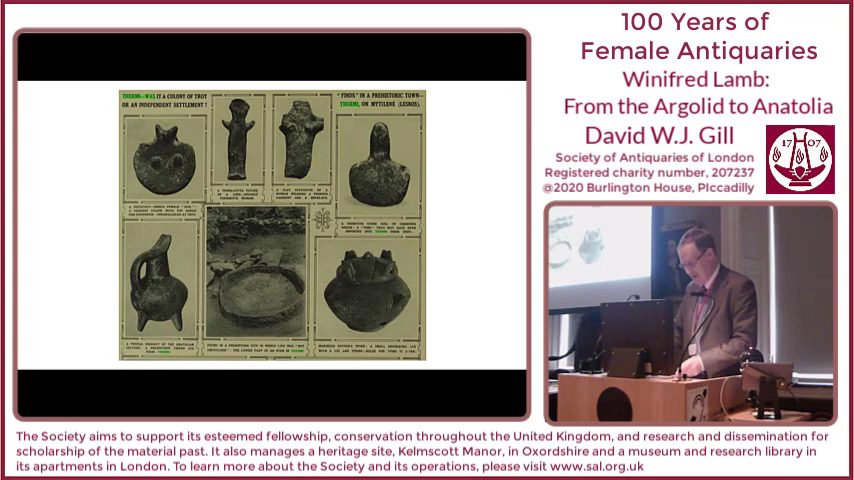 100 Years of
Female Antiquaries
Winifred Lamb:
From the Argolid to Anatolia
David W.J. Gill
Society of Antiquaries of London
Registered charity number, 207237
@2020 Burlington House, PIccadilly
17 07
THERMI—WAS IT A COLONY OF TROY
OR AN INDEPENDENT SETTLEMENT?
"FINDS" IN A PREHISTORIC TOWN—
THERMI, ON MYTILENE (LESBOS).
The Society aims to support its esteemed fellowship, conservation throughout the United Kingdom, and research and dissemination for
scholarship of the material past. It also manages a heritage site, Kelmscott Manor, in Oxordshire and a museum and research library in
its apartments in London. To learn more about the Society and its operations, please visit www.sal.org.uk